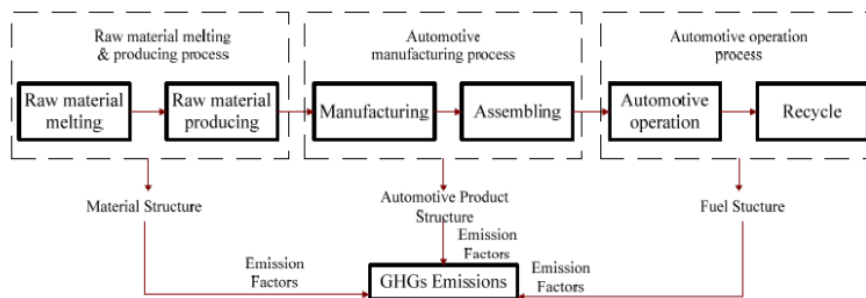 Raw material melting
& producing process
Automotive
manufacturing process
Automotive operation
process
Raw material
melting
Raw material
producing
Manufacturing
Assembling
Automotive
operation
Recycle
Material Structure
Automotive Product
Structure
Fuel Stucture
Emission
Factors
Emission
Factors
Emission
Factors
GHGs Emissions